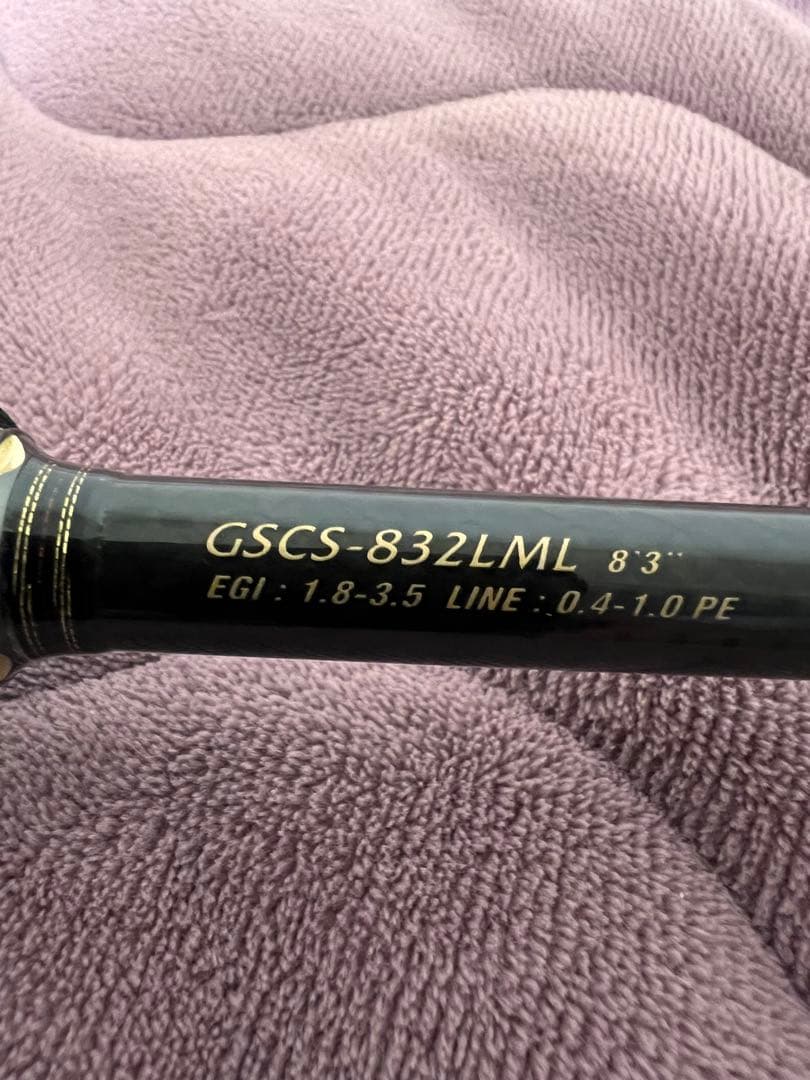 GSCS-832LML 8'3"
EGI : 1.8-3.5 LINE : 0.4-1.0 PE